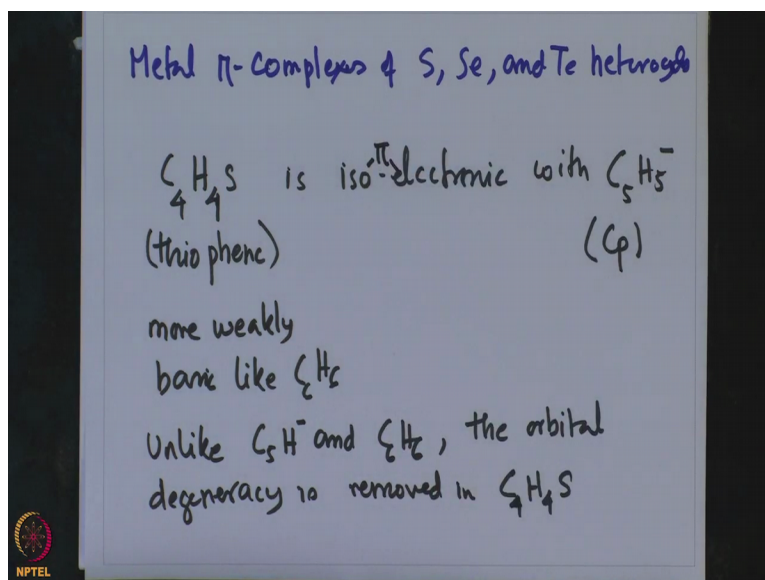 Metal π-Complexes of S, Se, and Te heterocycle
C₄H₄S is iso-π-electronic with C₅H₅⁻
(thiophene) (Cp)
more weakly
basic like C₆H₆
Unlike C₅H⁻ and C₆H₆, the orbital
degeneracy is removed in C₄H₄S
NPTEL